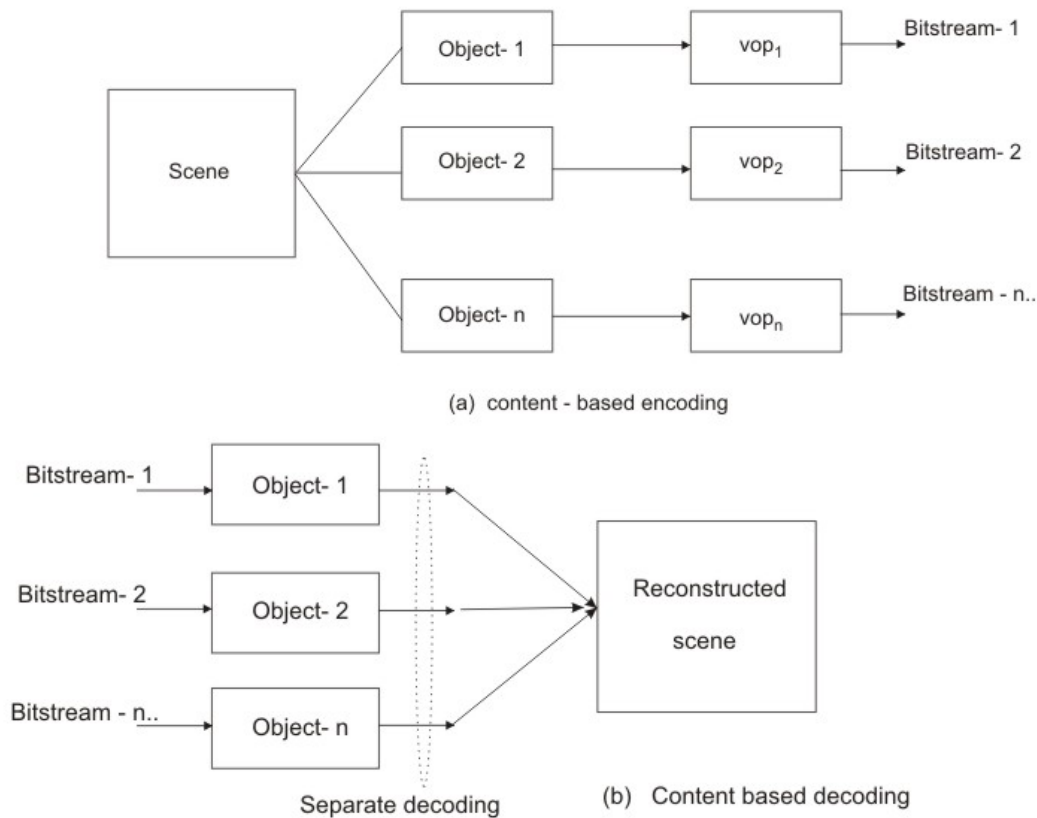 Scene
Object- 1
vop₁
Bitstream- 1
Object- 2
vop₂
Bitstream- 2
Object- n
vopₙ
Bitstream - n..
(a) content - based encoding
Bitstream- 1
Object- 1
Bitstream- 2
Object- 2
Bitstream - n..
Object- n
Reconstructed
scene
Separate decoding
(b) Content based decoding